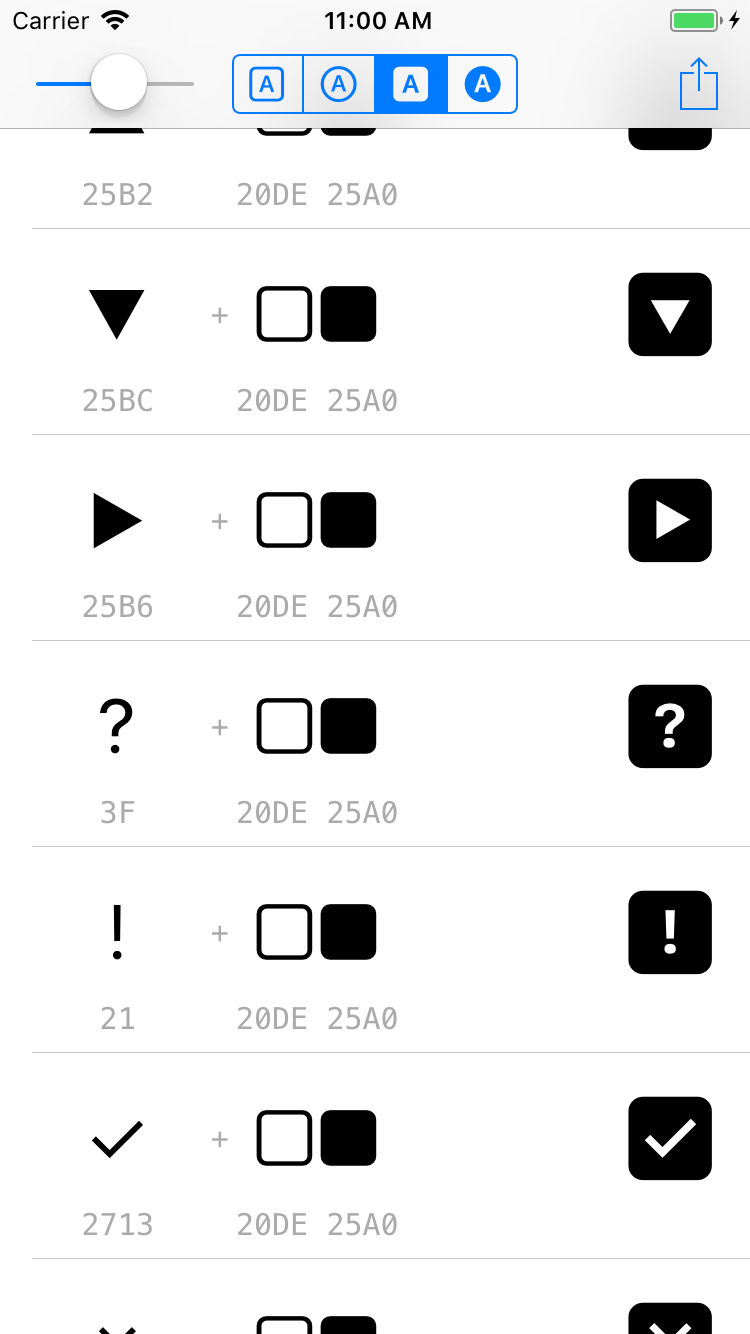 Carrier 11:00 AM
A A A A
25B2 20DE 25A0
+
25BC 20DE 25A0
+
25B6 20DE 25A0
? + ?
3F 20DE 25A0
! + !
21 20DE 25A0
✓ + ✓
2713 20DE 25A0